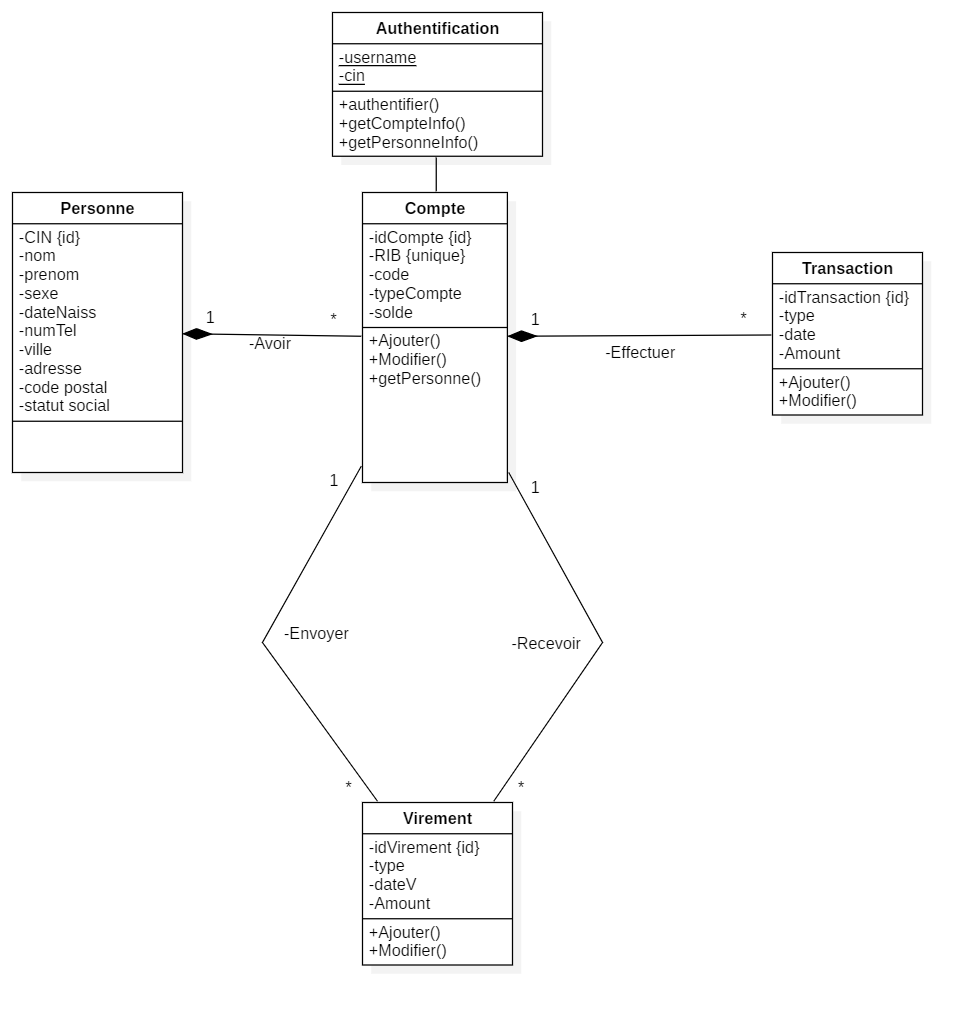 Authentification
-username
-cin
+authentifier()
+getCompteInfo()
+getPersonneInfo()
Personne
-CIN {id}
-nom
-prenom
-sexe
-dateNaiss
-numTel
-ville
-adresse
-code postal
-statut social
1
*
-Avoir
Compte
-idCompte {id}
-RIB {unique}
-code
-typeCompte
-solde
+Ajouter()
+Modifier()
+getPersonne()
1
*
-Effectuer
Transaction
-idTransaction {id}
-type
-date
-Amount
+Ajouter()
+Modifier()
1
1
-Envoyer
-Recevoir
*
*
Virement
-idVirement {id}
-type
-dateV
-Amount
+Ajouter()
+Modifier()